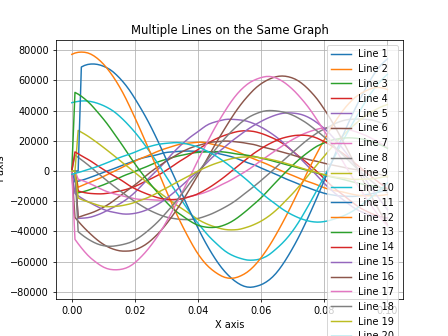 Multiple Lines on the Same Graph
80000
60000
40000
20000
0
−20000
−40000
−60000
−80000
0.00 0.02 0.04 0.06 0.08
X axis
axis
Line 1
Line 2
Line 3
Line 4
Line 5
Line 6
Line 7
Line 8
Line 9
Line 10
Line 11
Line 12
Line 13
Line 14
Line 15
Line 16
Line 17
Line 18
Line 19
Line 20